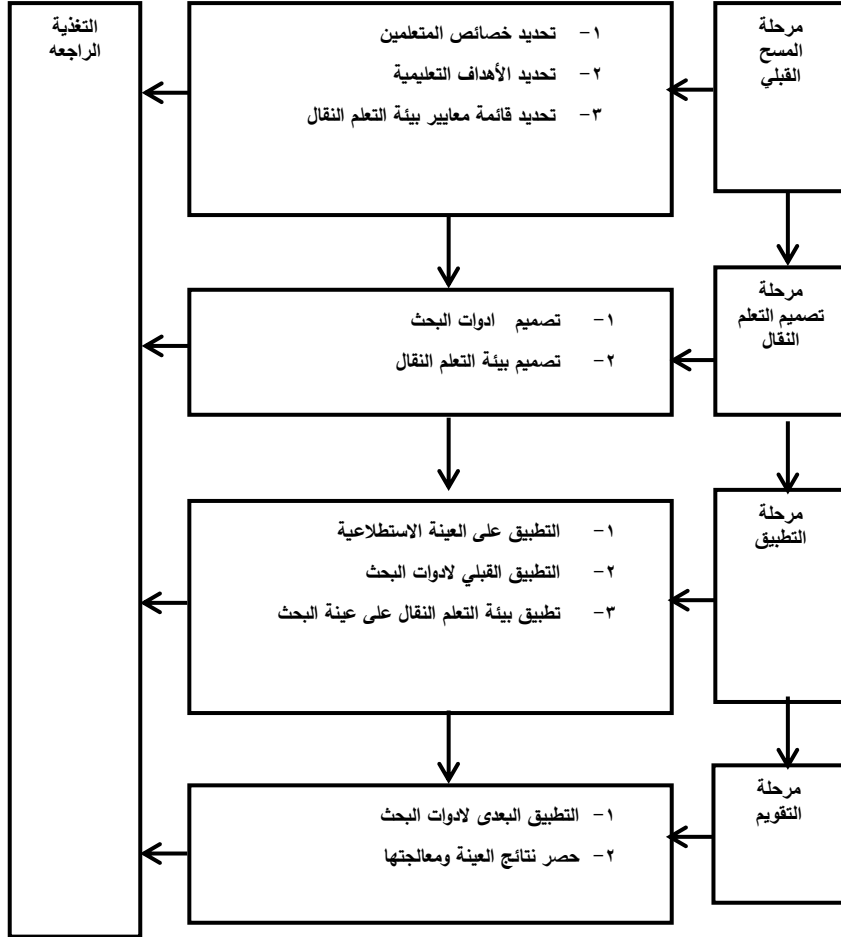 مرحلة
المسح
القبلي
١- تحديد خصائص المتعلمين
٢- تحديد الأهداف التعليمية
٣- تحديد قائمة معايير بيئة التعلم النقال
التغذية
الراجعه
مرحلة
تصميم التعلم
النقال
١- تصميم ادوات البحث
٢- تصميم بيئة التعلم النقال
مرحلة
التطبيق
١- التطبيق على العينة الاستطلاعية
٢- التطبيق القبلي لادوات البحث
٣- تطبيق بيئة التعلم النقال على عينة البحث
مرحلة
التقويم
١- التطبيق البعدى لادوات البحث
٢- حصر نتائج العينة ومعالجتها